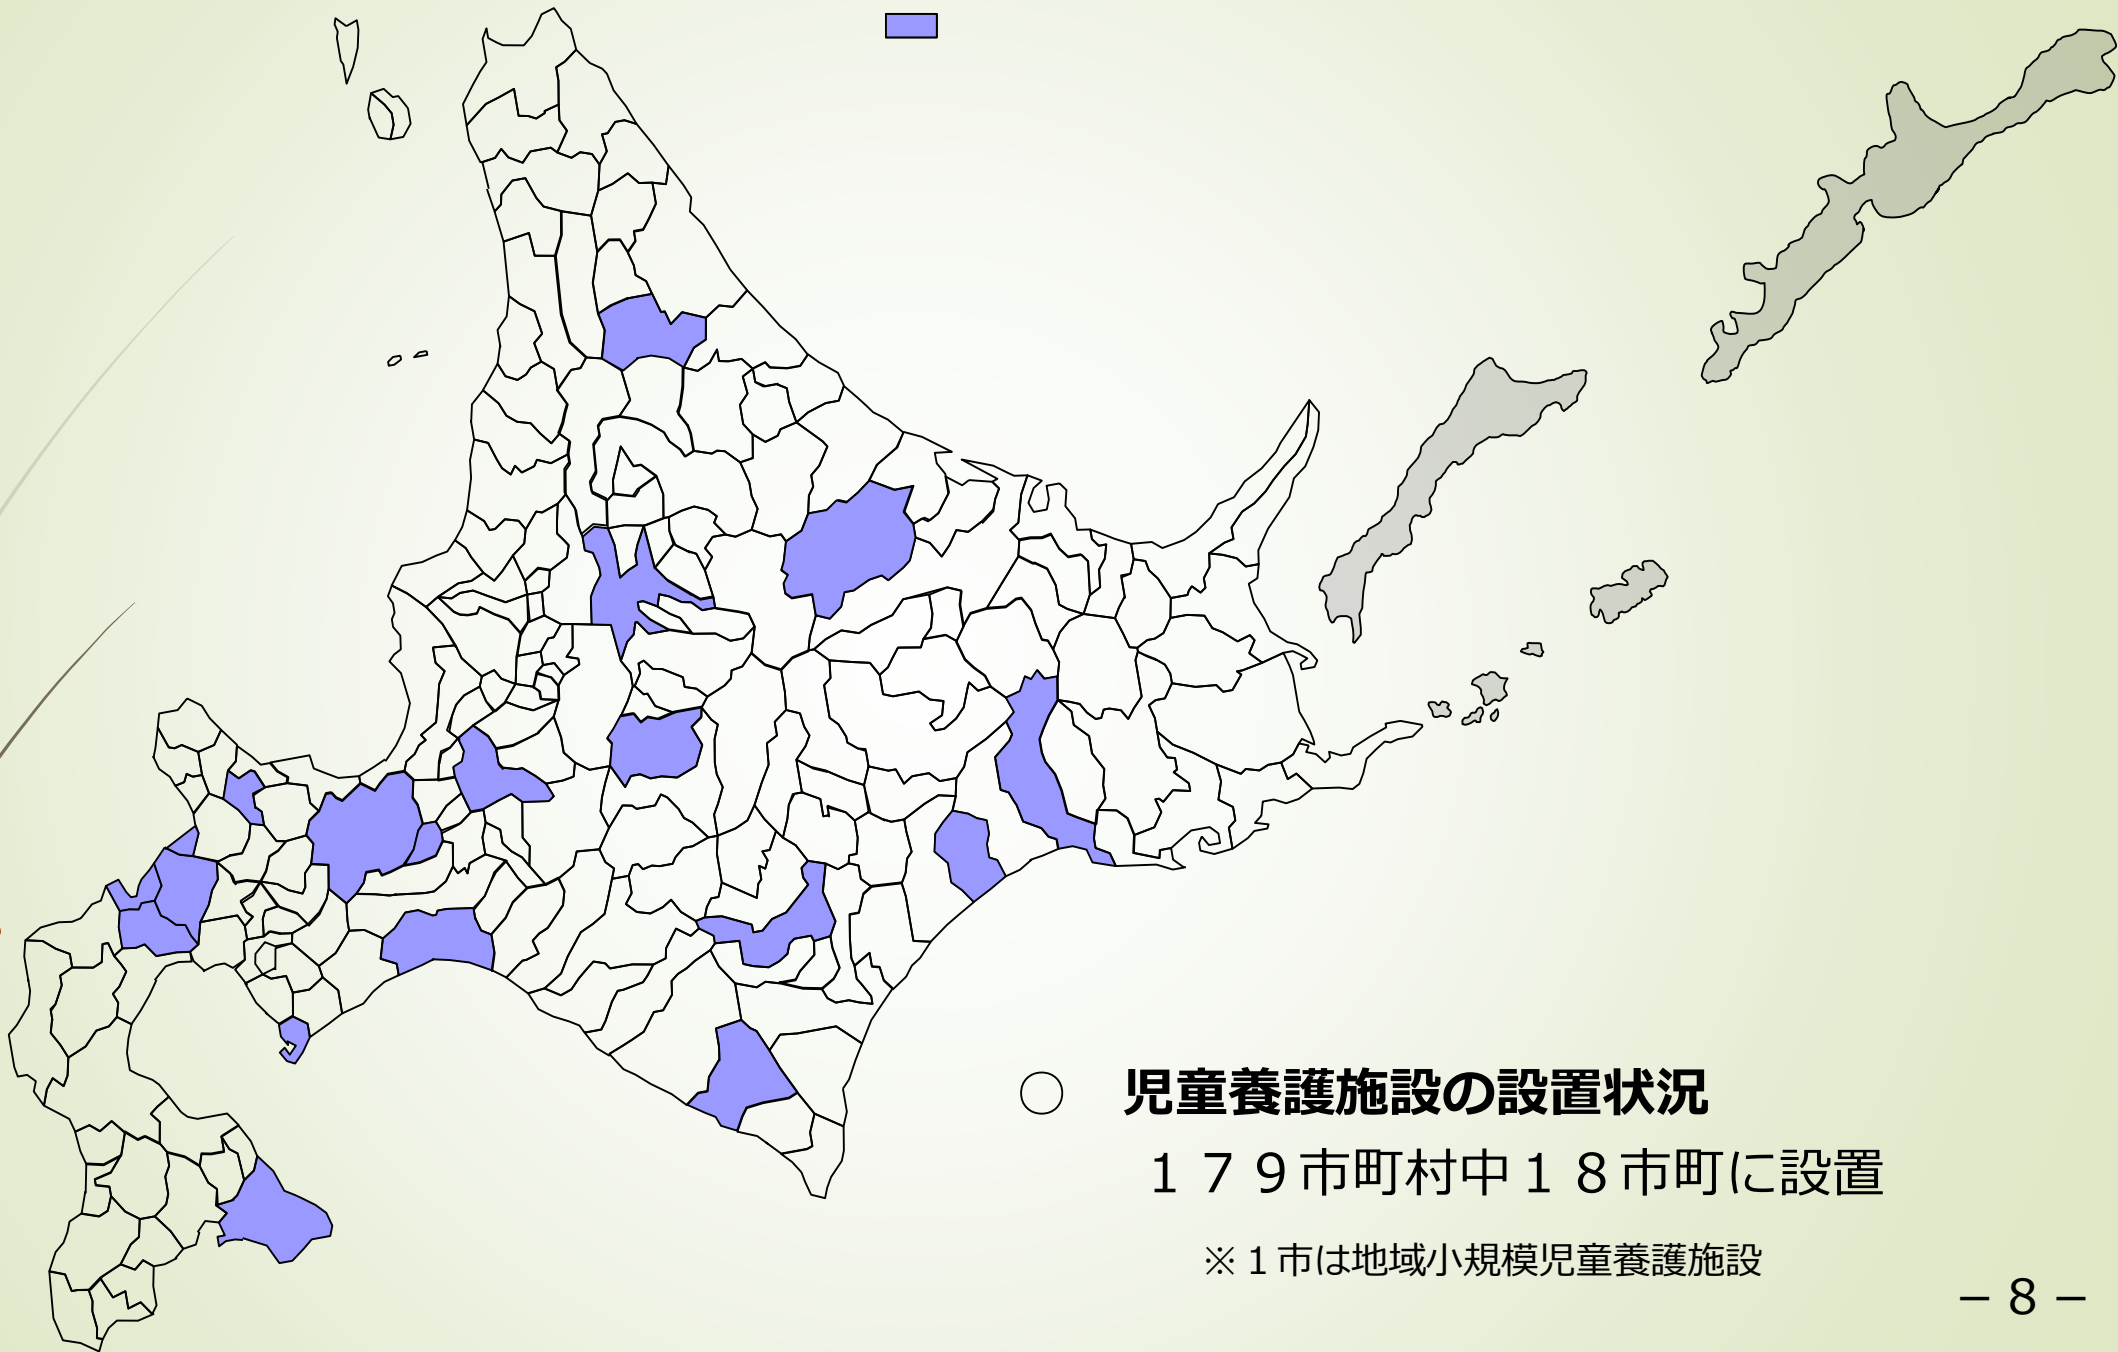 ○ 児童養護施設の設置状況
１７９市町村中１８市町に設置
※１市は地域小規模児童養護施設
－８－